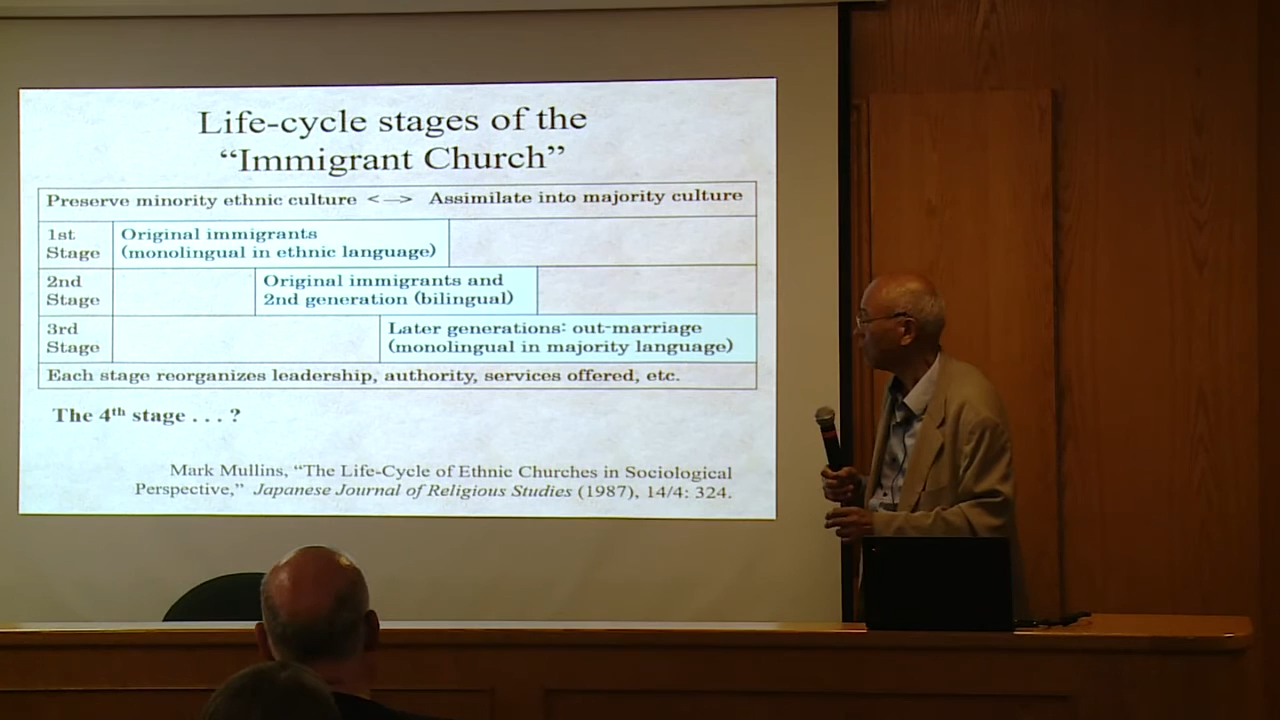 Life-cycle stages of the
“Immigrant Church”
Preserve minority ethnic culture <—> Assimilate into majority culture
1st
Stage
Original immigrants
(monolingual in ethnic language)
2nd
Stage
Original immigrants and
2nd generation (bilingual)
3rd
Stage
Later generations: out-marriage
(monolingual in majority language)
Each stage reorganizes leadership, authority, services offered, etc.
The 4th stage . . . ?
Mark Mullins, “The Life-Cycle of Ethnic Churches in Sociological
Perspective,” Japanese Journal of Religious Studies (1987), 14/4: 324.